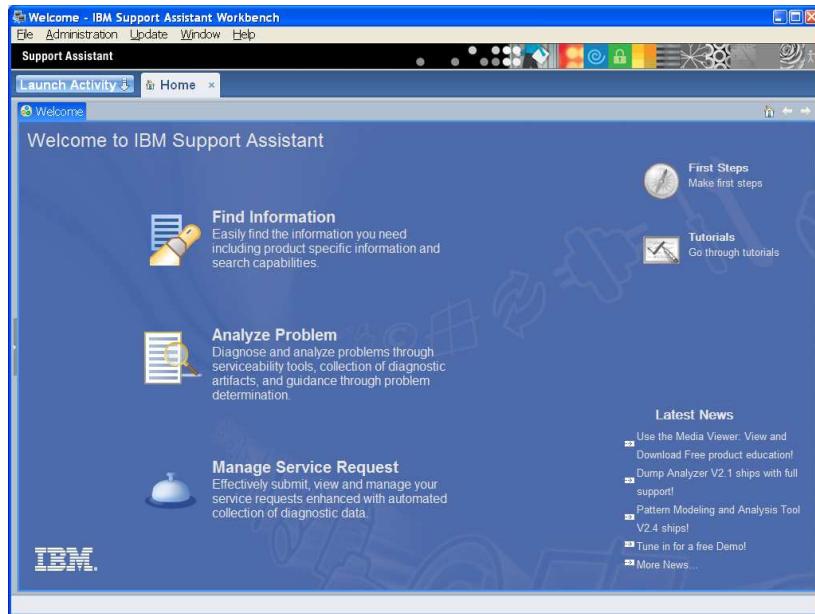 Welcome - IBM Support Assistant Workbench
File Administration Update Window Help
Support Assistant
Launch Activity Home
Welcome
Welcome to IBM Support Assistant
First Steps
Make first steps
Tutorials
Go through tutorials
Find Information
Easily find the information you need
including product specific information and
search capabilities.
Analyze Problem
Diagnose and analyze problems through
serviceability tools, collection of diagnostic
artifacts, and guidance through problem
determination.
Manage Service Request
Effectively submit, view and manage your
service requests enhanced with automated
collection of diagnostic data.
Latest News
Use the Media Viewer: View and
Download Free product education!
Dump Analyzer V2.1 ships with full
support!
Pattern Modeling and Analysis Tool
V2.4 ships!
Tune in for a free Demo!
More News...
IBM.